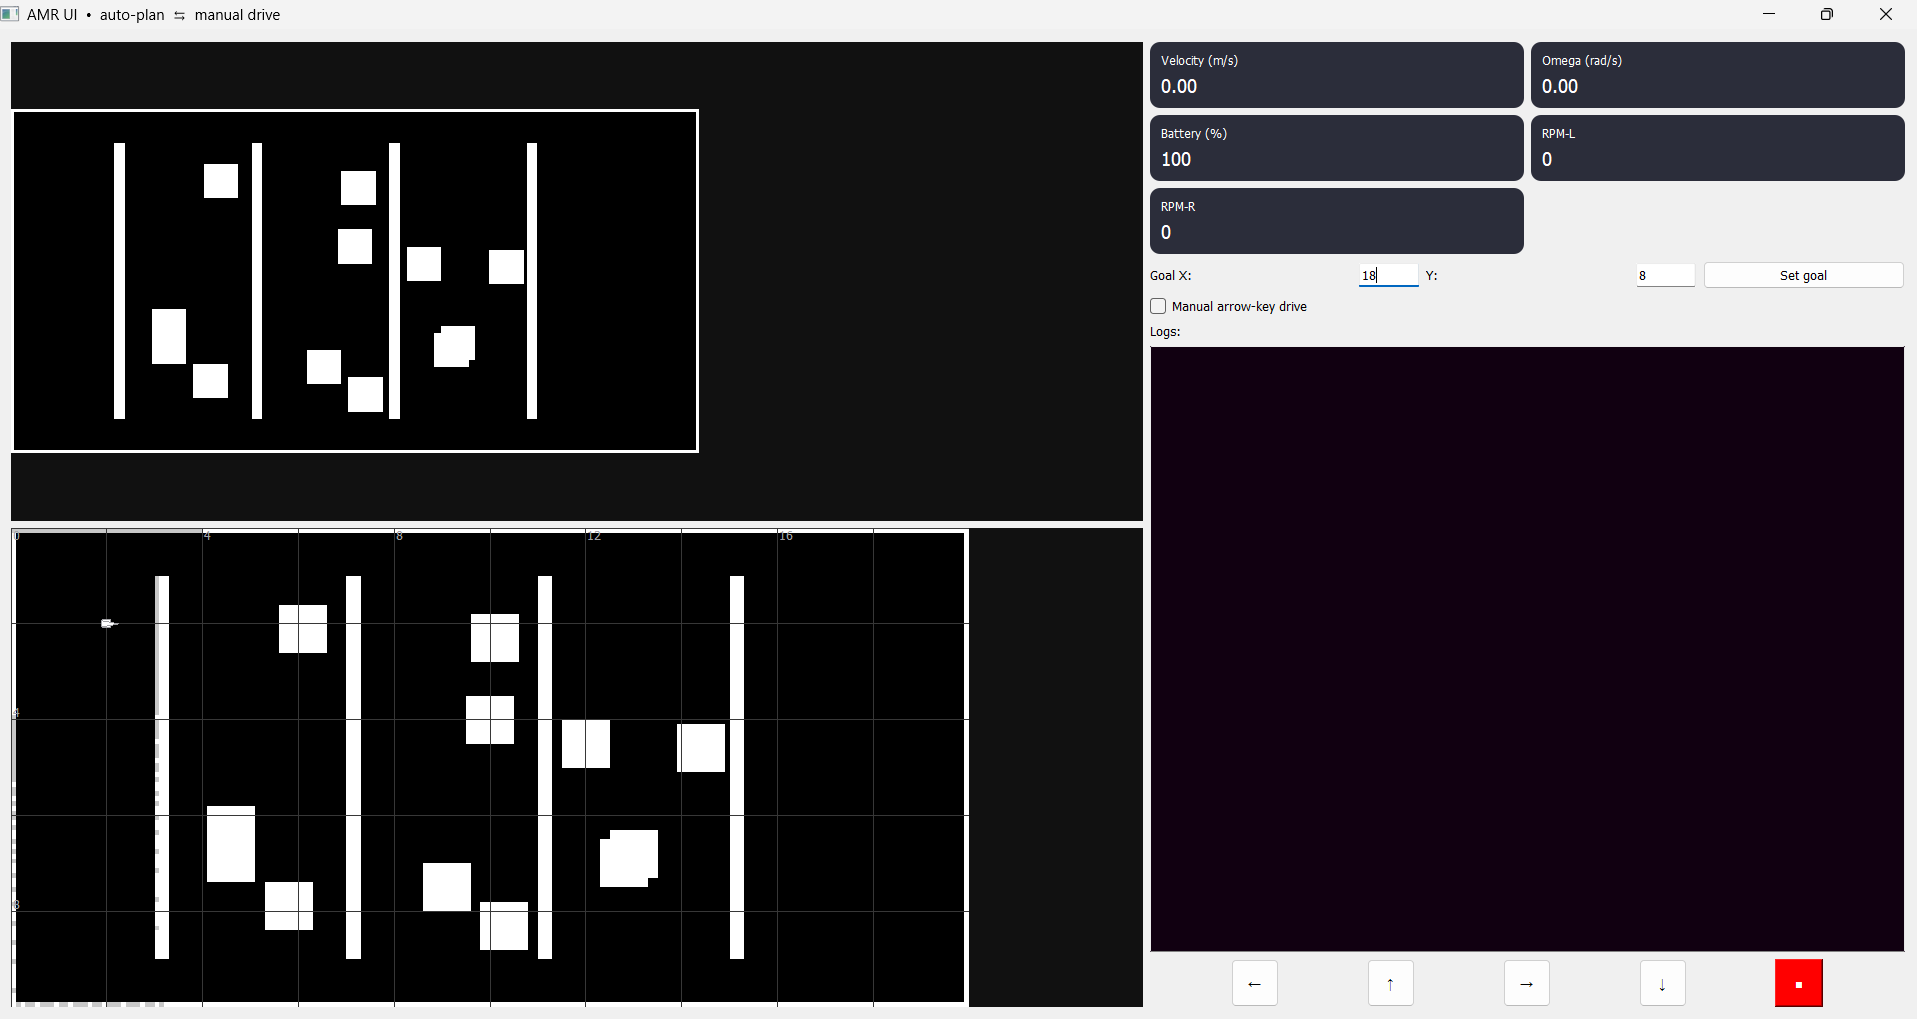 AMR UI • auto-plan ⇆ manual drive
Velocity (m/s)
0.00
Omega (rad/s)
0.00
Battery (%)
100
RPM-L
0
RPM-R
0
Goal X: 18 Y: 8 Set goal
Manual arrow-key drive
Logs:
0 4 8 12 16
4
8
← ↑ → ↓